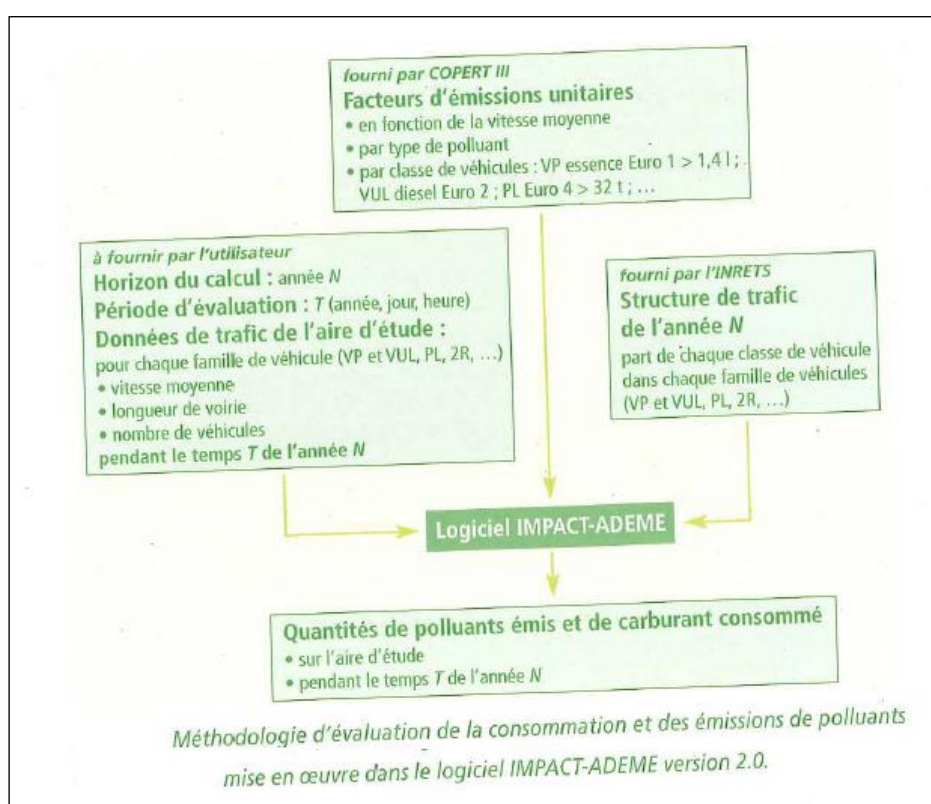 fourni par COPERT III
Facteurs d'émissions unitaires
• en fonction de la vitesse moyenne
• par type de polluant
• par classe de véhicules : VP essence Euro 1 > 1,4 l ;
VUL diesel Euro 2 ; PL Euro 4 > 32 t ; ...
à fournir par l'utilisateur
Horizon du calcul : année N
Période d'évaluation : T (année, jour, heure)
Données de trafic de l'aire d'étude :
pour chaque famille de véhicule (VP et VUL, PL, 2R, ...)
• vitesse moyenne
• longueur de voirie
• nombre de véhicules
pendant le temps T de l'année N
fourni par l'INRETS
Structure de trafic
de l'année N
part de chaque classe de véhicule
dans chaque famille de véhicules
(VP et VUL, PL, 2R, ...)
Logiciel IMPACT-ADEME
Quantités de polluants émis et de carburant consommé
• sur l'aire d'étude
• pendant le temps T de l'année N
Méthodologie d'évaluation de la consommation et des émissions de polluants
mise en œuvre dans le logiciel IMPACT-ADEME version 2.0.